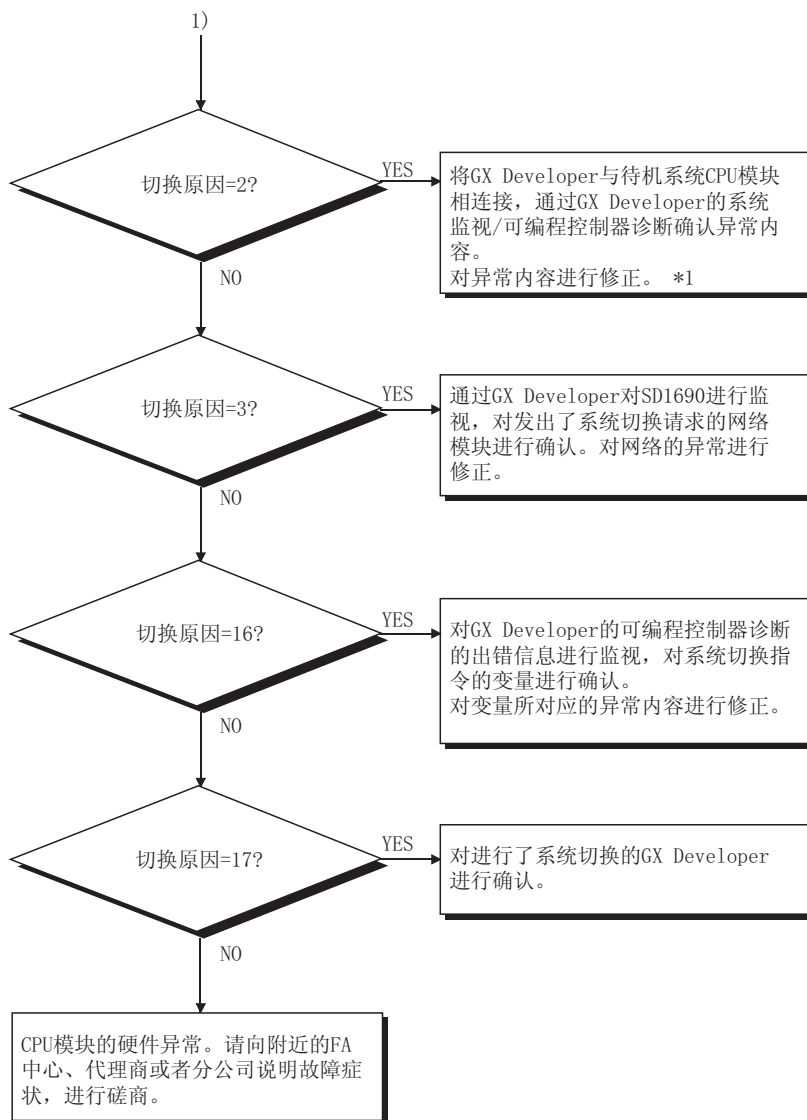 1)
切换原因=2?
YES
将GX Developer与待机系统CPU模块
相连接，通过GX Developer的系统
监视/可编程控制器诊断确认异常内
容。
对异常内容进行修正。 *1
NO
切换原因=3?
YES
通过GX Developer对SD1690进行监
视，对发出了系统切换请求的网络
模块进行确认。对网络的异常进行
修正。
NO
切换原因=16?
YES
对GX Developer的可编程控制器诊断
的出错信息进行监视，对系统切换指
令的变量进行确认。
对变量所对应的异常内容进行修正。
NO
切换原因=17?
YES
对进行了系统切换的GX Developer
进行确认。
NO
CPU模块的硬件异常。请向附近的FA
中心、代理商或者分公司说明故障症
状，进行磋商。